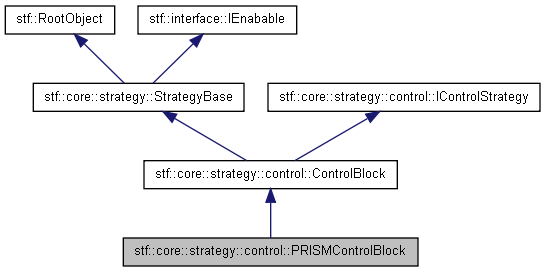 stf::RootObject
stf::interface::IEnabable
stf::core::strategy::StrategyBase
stf::core::strategy::control::IControlStrategy
stf::core::strategy::control::ControlBlock
stf::core::strategy::control::PRISMControlBlock